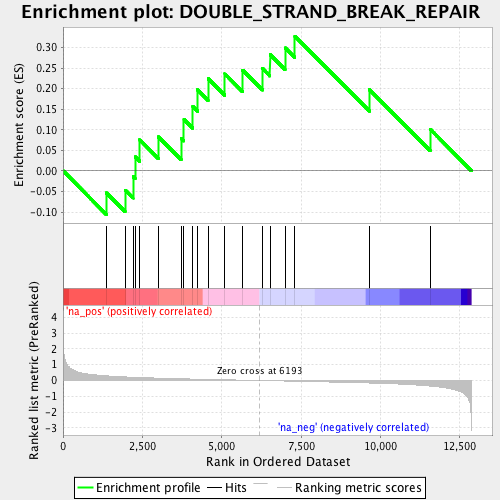 Enrichment plot: DOUBLE_STRAND_BREAK_REPAIR
Enrichment score (ES)
0.30
0.25
0.20
0.15
0.10
0.05
0.00
-0.05
-0.10
'na_pos' (positively correlated)
Ranked list metric (PreRanked)
4
3
2
1
0
-1
-2
-3
Zero cross at 6193
'na_neg' (negatively correlated)
0
2,500
5,000
7,500
10,000
12,500
Rank in Ordered Dataset
Enrichment profile
Hits
Ranking metric scores